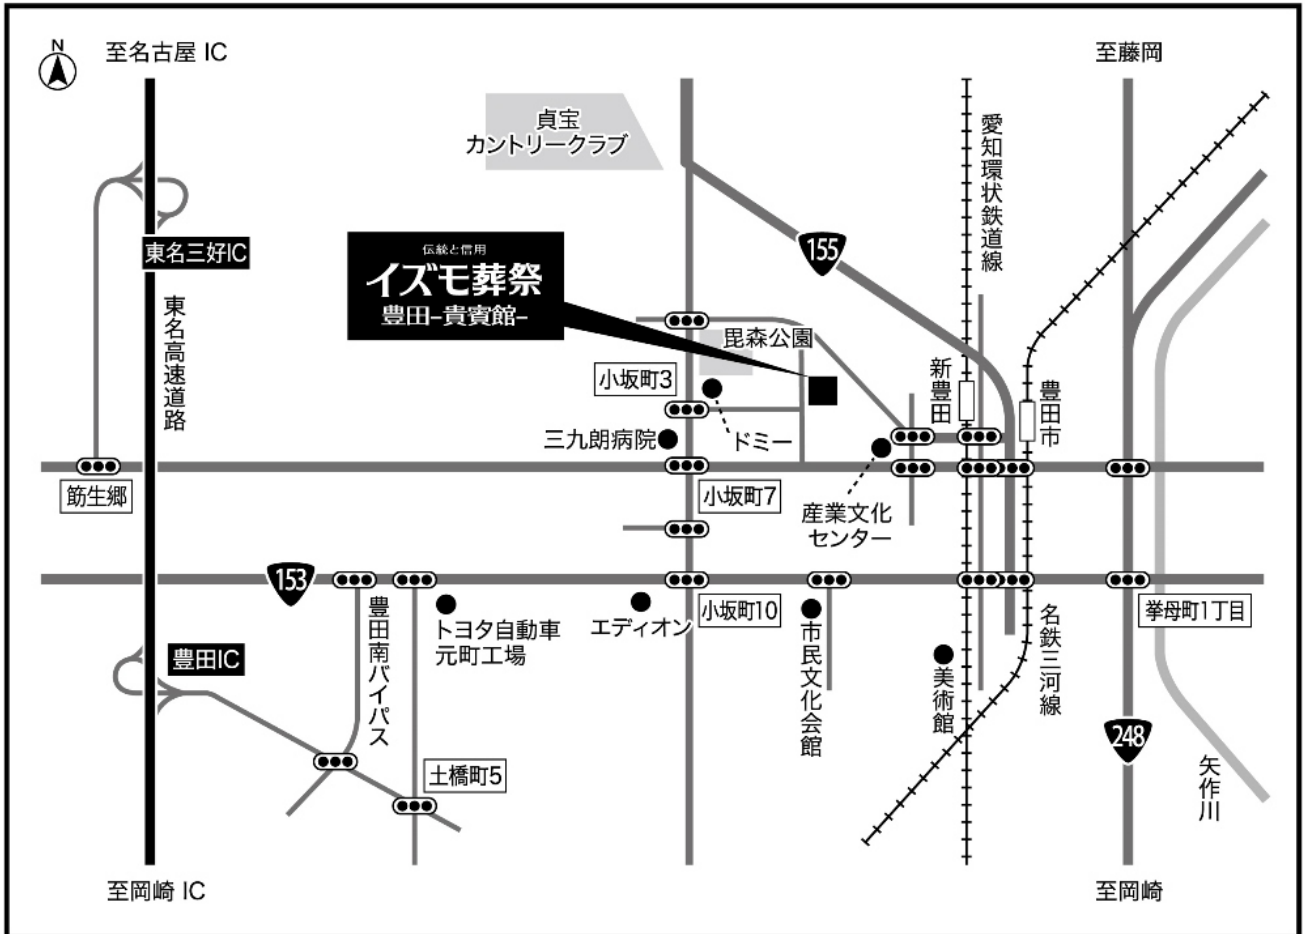 N
至名古屋 IC
至藤岡
貞宝
カントリークラブ
愛知環状鉄道線
155
東名三好IC
伝統と信用
イズモ葬祭
豊田-貴賓館-
東名高速道路
毘森公園
小坂町3
新豊田
豊田市
三九朗病院
ドミー
筋生郷
小坂町7
産業文化
センター
153
小坂町10
挙母町1丁目
豊田南バイパス
トヨタ自動車
元町工場
エディオン
市民文化会館
名鉄三河線
豊田IC
美術館
248
土橋町5
矢作川
至岡崎 IC
至岡崎